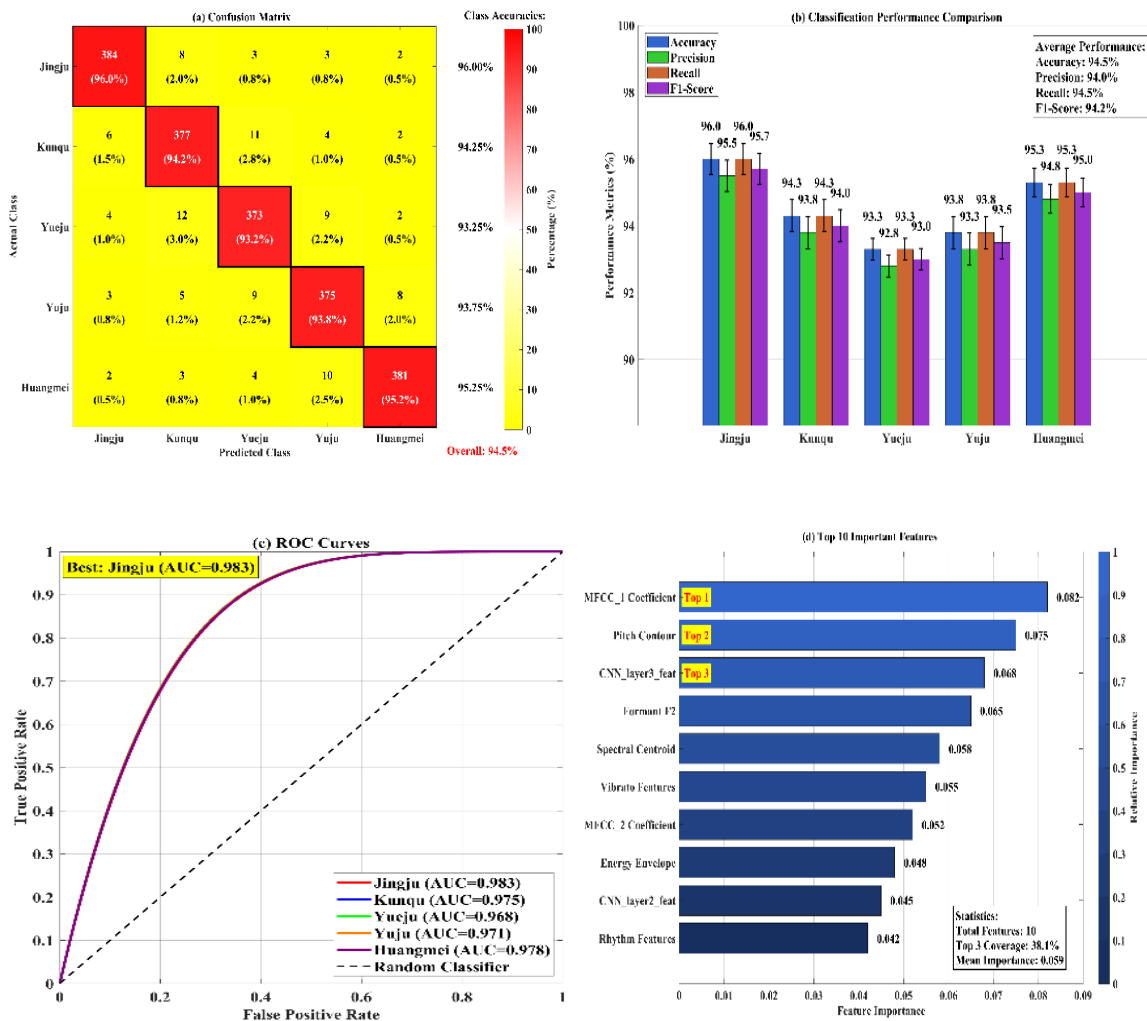 (a) Confusion Matrix
Class Accuracies:
Actual Class
Jingju
384 8 3 3 2
(96.0%) (2.0%) (0.8%) (0.8%) (0.5%)
96.00%
Kunqu
6 377 11 4 2
(1.5%) (94.2%) (2.8%) (1.0%) (0.5%)
94.25%
Yueju
4 12 373 9 2
(1.0%) (3.0%) (93.2%) (2.2%) (0.5%)
93.25%
Yuju
3 5 9 375 8
(0.8%) (1.2%) (2.2%) (93.8%) (2.0%)
93.75%
Huangmei
2 3 4 10 381
(0.5%) (0.8%) (1.0%) (2.5%) (95.2%)
95.25%
Jingju Kunqu Yueju Yuju Huangmei
Predicted Class
Overall: 94.5%
100
90
80
70
60
50
40
30
20
10
0
Percentage (%)
(b) Classification Performance Comparison
Performance Metrics (%)
100
98
96
94
92
90
Accuracy
Precision
Recall
F1-Score
Average Performance:
Accuracy: 94.5%
Precision: 94.0%
Recall: 94.5%
F1-Score: 94.2%
96.0 95.5 96.0 95.7
94.3 93.8 94.3 94.0
93.3 92.8 93.3 93.0
93.8 93.3 93.8 93.5
95.3 94.8 95.3 95.0
Jingju Kunqu Yueju Yuju Huangmei
(c) ROC Curves
Best: Jingju (AUC=0.983)
True Positive Rate
1
0.9
0.8
0.7
0.6
0.5
0.4
0.3
0.2
0.1
0
Jingju (AUC=0.983)
Kunqu (AUC=0.975)
Yueju (AUC=0.968)
Yuju (AUC=0.971)
Huangmei (AUC=0.978)
Random Classifier
0 0.2 0.4 0.6 0.8 1
False Positive Rate
(d) Top 10 Important Features
MFCC_1 Coefficient Top 1 0.082
Pitch Contour Top 2 0.075
CNN_layer3_feat Top 3 0.068
Formant F2 0.065
Spectral Centroid 0.058
Vibrato Features 0.055
MFCC_2 Coefficient 0.052
Energy Envelope 0.048
CNN_layer2_feat 0.045
Rhythm Features 0.042
Statistics:
Total Features: 10
Top 3 Coverage: 38.1%
Mean Importance: 0.059
0 0.01 0.02 0.03 0.04 0.05 0.06 0.07 0.08 0.09
Feature Importance
1
0.9
0.8
0.7
0.6
0.5
0.4
0.3
0.2
0.1
0
Relative Importance